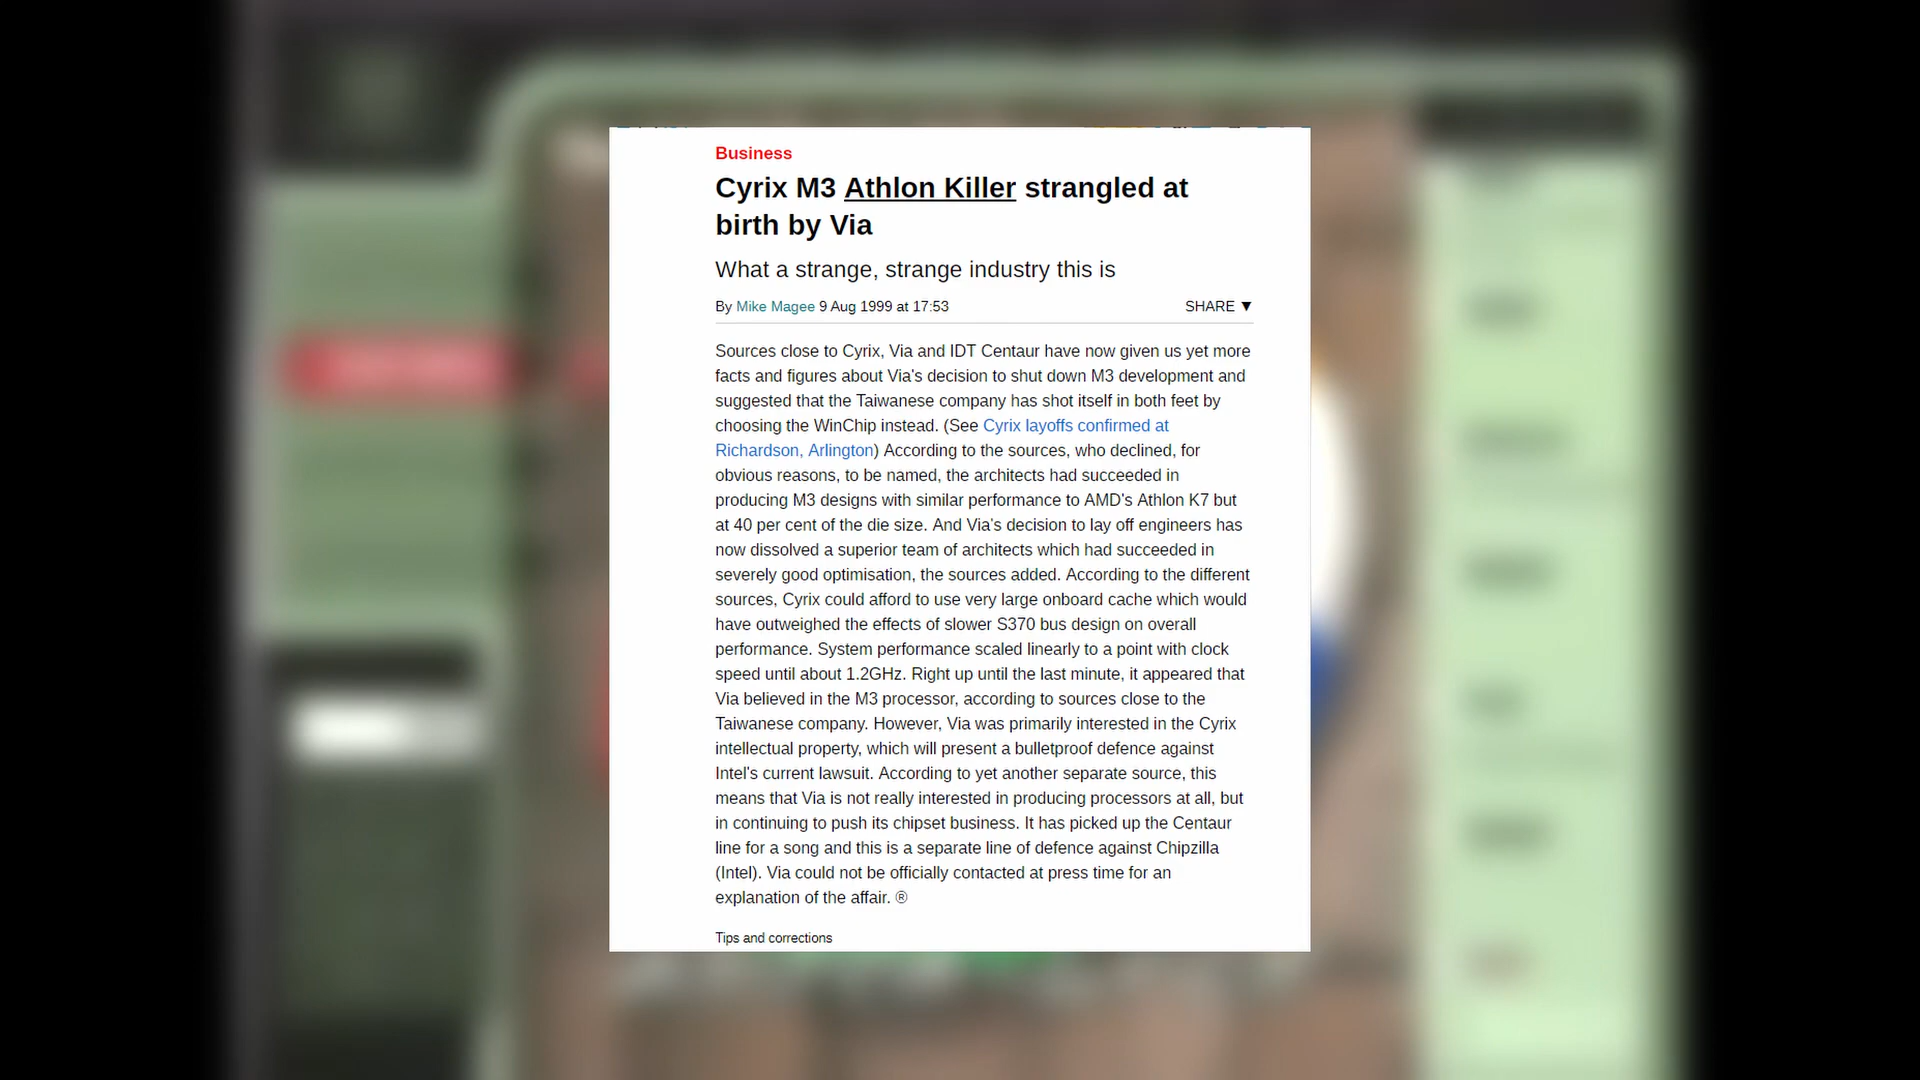 Business
Cyrix M3 Athlon Killer strangled at
birth by Via
What a strange, strange industry this is
By Mike Magee 9 Aug 1999 at 17:53 SHARE ▼
Sources close to Cyrix, Via and IDT Centaur have now given us yet more
facts and figures about Via's decision to shut down M3 development and
suggested that the Taiwanese company has shot itself in both feet by
choosing the WinChip instead. (See Cyrix layoffs confirmed at
Richardson, Arlington) According to the sources, who declined, for
obvious reasons, to be named, the architects had succeeded in
producing M3 designs with similar performance to AMD's Athlon K7 but
at 40 per cent of the die size. And Via's decision to lay off engineers has
now dissolved a superior team of architects which had succeeded in
severely good optimisation, the sources added. According to the different
sources, Cyrix could afford to use very large onboard cache which would
have outweighed the effects of slower S370 bus design on overall
performance. System performance scaled linearly to a point with clock
speed until about 1.2GHz. Right up until the last minute, it appeared that
Via believed in the M3 processor, according to sources close to the
Taiwanese company. However, Via was primarily interested in the Cyrix
intellectual property, which will present a bulletproof defence against
Intel's current lawsuit. According to yet another separate source, this
means that Via is not really interested in producing processors at all, but
in continuing to push its chipset business. It has picked up the Centaur
line for a song and this is a separate line of defence against Chipzilla
(Intel). Via could not be officially contacted at press time for an
explanation of the affair. ®
Tips and corrections